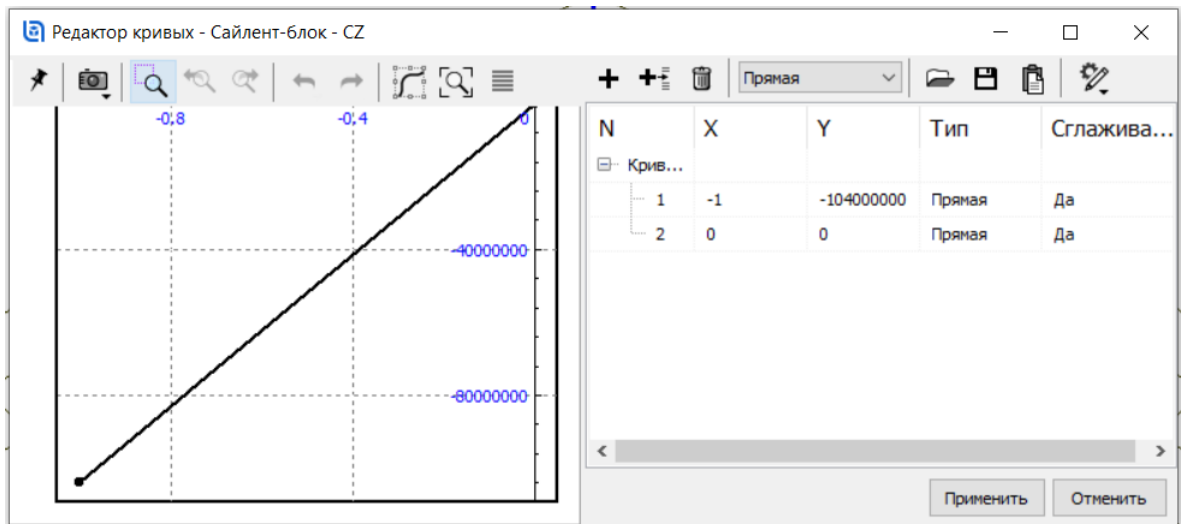 Редактор кривых - Сайлент-блок - CZ
Прямая
-0,8 -0,4 0
-40000000
-80000000
N X Y Тип Сглажива...
Крив...
1 -1 -104000000 Прямая Да
2 0 0 Прямая Да
Применить Отменить